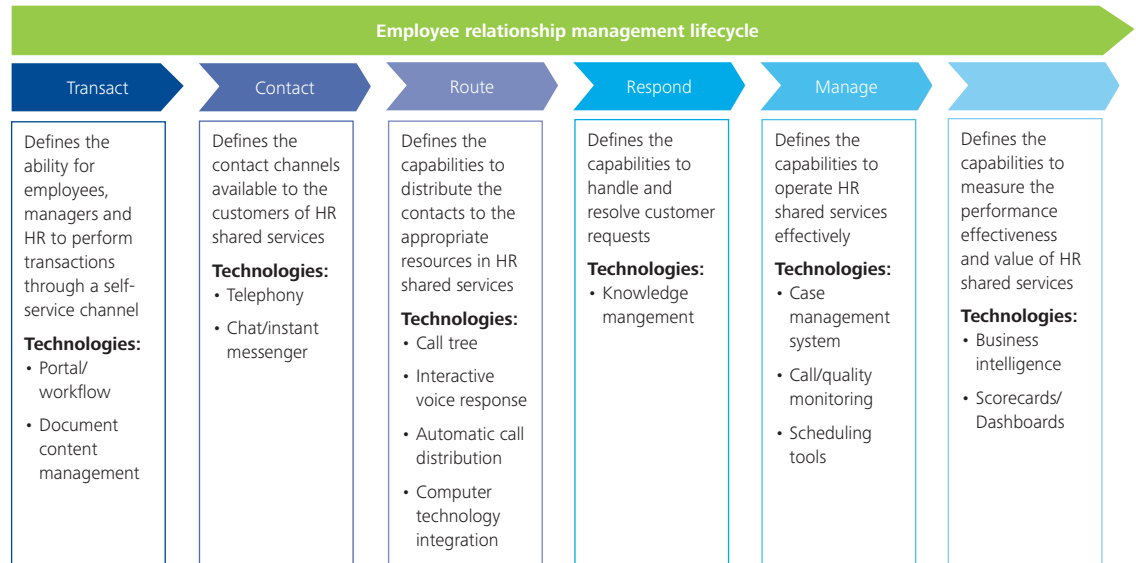 Employee relationship management lifecycle
Transact
Defines the
ability for
employees,
managers and
HR to perform
transactions
through a self-
service channel
Technologies:
• Portal/
workflow
• Document
content
management
Contact
Defines the
contact channels
available to the
customers of HR
shared services
Technologies:
• Telephony
• Chat/instant
messenger
Route
Defines the
capabilities to
distribute the
contacts to the
appropriate
resources in HR
shared services
Technologies:
• Call tree
• Interactive
voice response
• Automatic call
distribution
• Computer
technology
integration
Respond
Defines the
capabilities to
handle and
resolve customer
requests
Technologies:
• Knowledge
mangement
Manage
Defines the
capabilities to
operate HR
shared services
effectively
Technologies:
• Case
management
system
• Call/quality
monitoring
• Scheduling
tools
Defines the
capabilities to
measure the
performance
effectiveness
and value of HR
shared services
Technologies:
• Business
intelligence
• Scorecards/
Dashboards